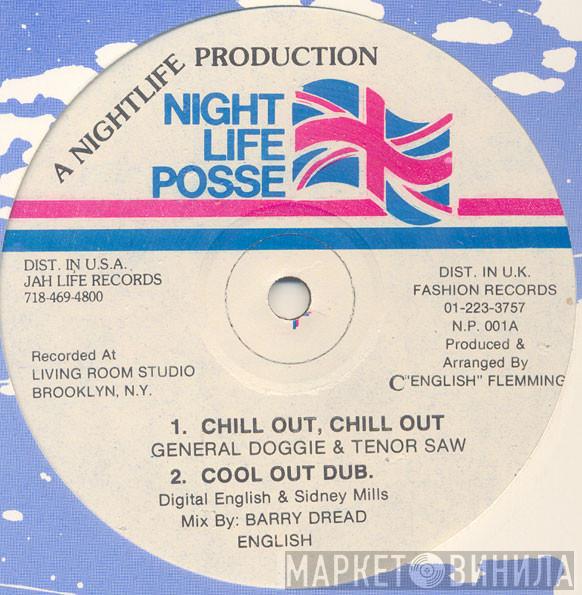 A NIGHTLIFE PRODUCTION
NIGHT
LIFE
POSSE
DIST. IN U.S.A.
JAH LIFE RECORDS
718-469-4800
DIST. IN U.K.
FASHION RECORDS
01-223-3757
N.P. 001A
Produced &
Arranged By
C"ENGLISH" FLEMMING
Recorded At
LIVING ROOM STUDIO
BROOKLYN, N.Y.
1. CHILL OUT, CHILL OUT
GENERAL DOGGIE & TENOR SAW
2. COOL OUT DUB.
Digital English & Sidney Mills
Mix By: BARRY DREAD
ENGLISH
МАРКЕТ ВИНИЛА